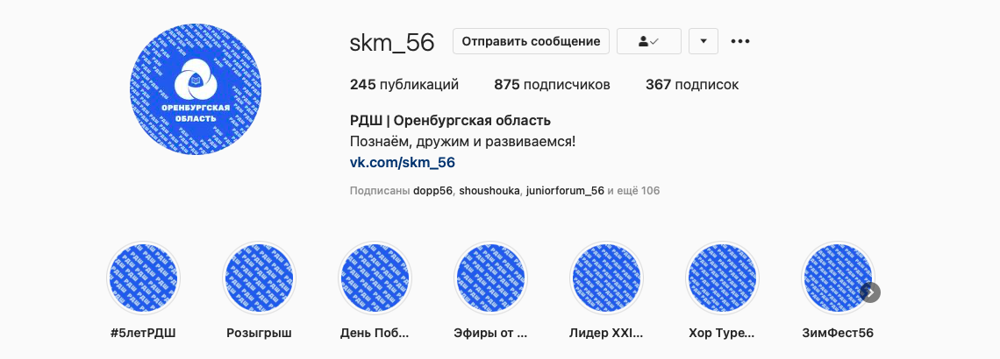 skm_56 Отправить сообщение
245 публикаций 875 подписчиков 367 подписок
РДШ | Оренбургская область
Познаём, дружим и развиваемся!
vk.com/skm_56
Подписаны dopp56, shoushouka, juniorforum_56 и ещё 106
ОРЕНБУРГСКАЯ
ОБЛАСТЬ
РДШ
#5летРДШ Розыгрыш День Поб... Эфиры от ... Лидер XXI... Хор Туре... ЗимФест56